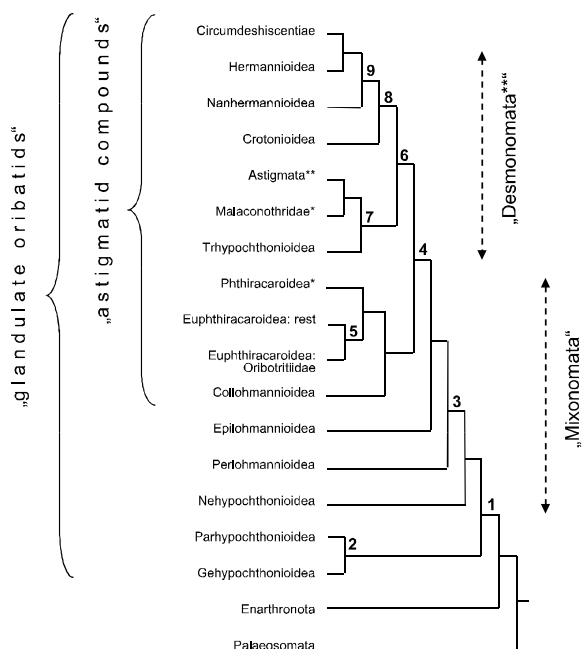 „glandulate oribatids“
„astigmatid compounds“
Circumdeshiscentiae
Hermannioidea
Nanhermannioidea
Crotonioidea
Astigmata**
Malaconothridae*
Trhypochthonioidea
Phthiracaroidea*
Euphthiracaroidea: rest
Euphthiracaroidea:
Oribotritiidae
Collohmannioidea
Epilohmannioidea
Perlohmannioidea
Nehypochthonioidea
Parhypochthonioidea
Gehypochthonioidea
Enarthronota
Palaeosomata
9
8
6
7
4
5
3
1
2
„Desmonomata**“
„Mixonomata“